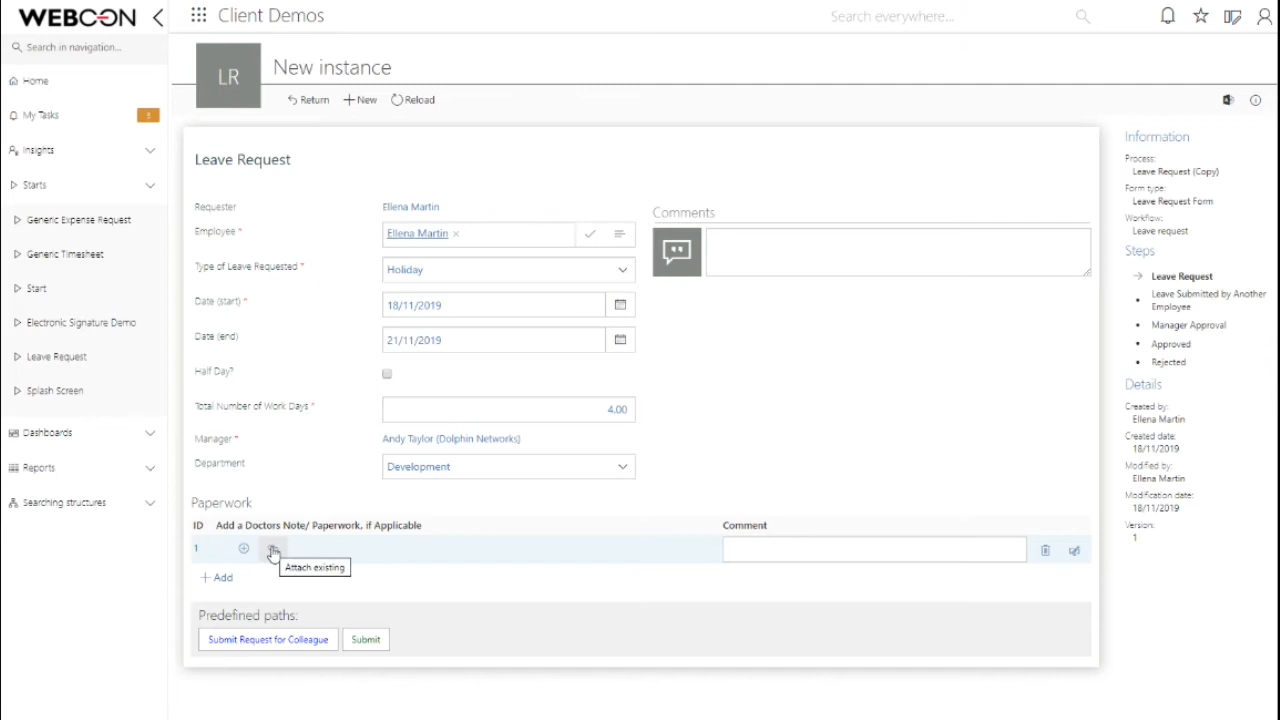 WEBCON
Client Demos
Search everywhere...
Search in navigation...
Home
My Tasks
Insights
Starts
Generic Expense Request
Generic Timesheet
Start
Electronic Signature Demo
Leave Request
Splash Screen
Dashboards
Reports
Searching structures
LR
New instance
Return
New
Reload
Leave Request
Requester Ellena Martin
Employee * Ellena Martin ×
Type of Leave Requested * Holiday
Date (start) * 18/11/2019
Date (end) 21/11/2019
Half Day?
Total Number of Work Days * 4.00
Manager * Andy Taylor (Dolphin Networks)
Department Development
Comments
Paperwork
ID Add a Doctors Note/ Paperwork, if Applicable Comment
1
Attach existing
+ Add
Predefined paths:
Submit Request for Colleague Submit
Information
Process:
Leave Request (Copy)
Form type:
Leave Request Form
Workflow:
Leave request
Steps
Leave Request
Leave Submitted by Another
Employee
Manager Approval
Approved
Rejected
Details
Created by:
Ellena Martin
Created date:
18/11/2019
Modified by:
Ellena Martin
Modification date:
18/11/2019
Version:
1